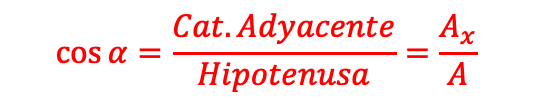 cos α = Cat. Adyacente / Hipotenusa = Aₓ / A